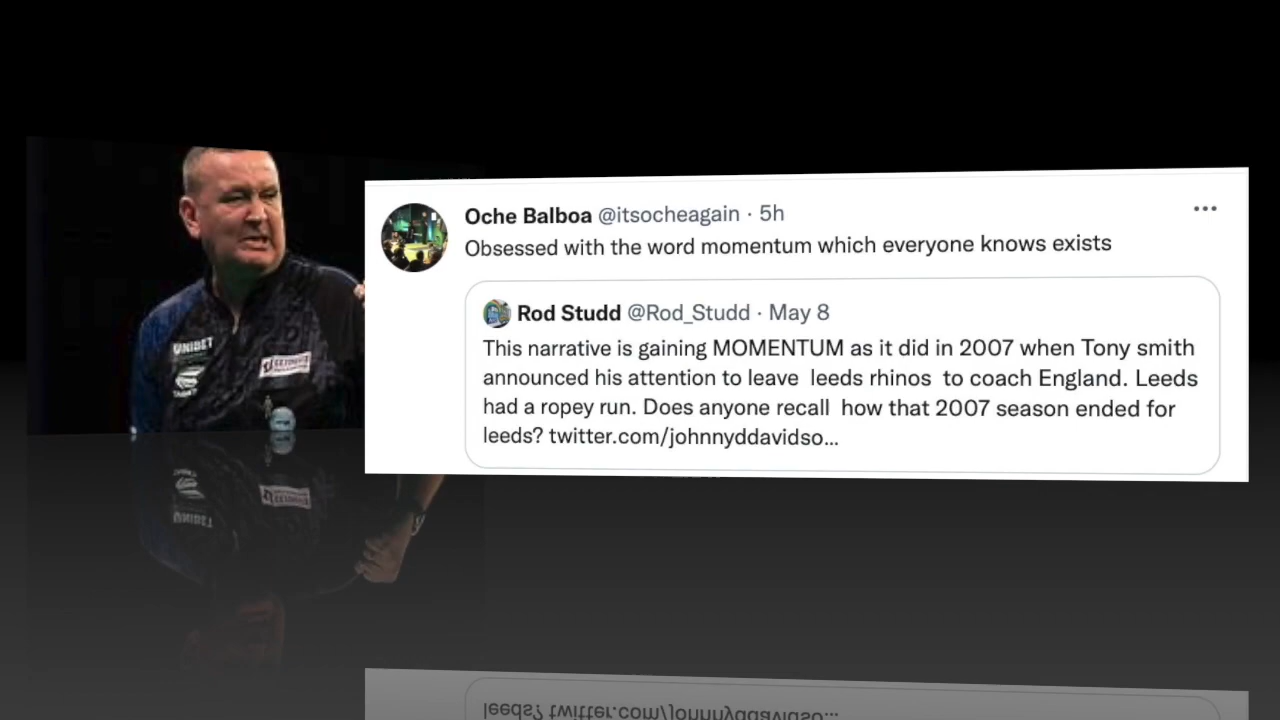 Oche Balboa @itsocheagain · 5h
Obsessed with the word momentum which everyone knows exists
Rod Studd @Rod_Studd · May 8
This narrative is gaining MOMENTUM as it did in 2007 when Tony smith
announced his attention to leave leeds rhinos to coach England. Leeds
had a ropey run. Does anyone recall how that 2007 season ended for
leeds? twitter.com/johnnyddavidso...
UNIBET